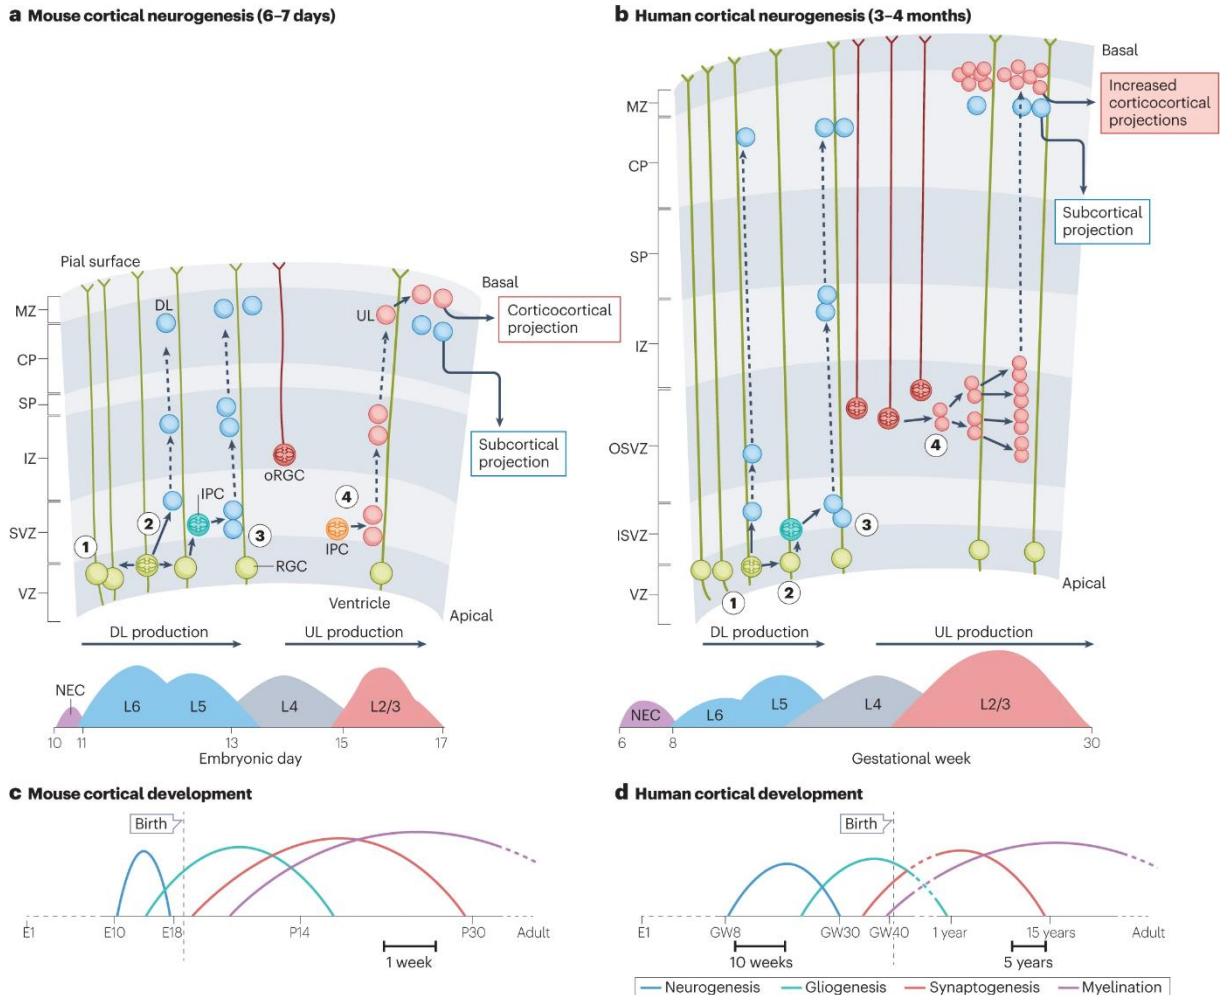 a Mouse cortical neurogenesis (6–7 days)
Pial surface
Basal
MZ
CP
SP
IZ
SVZ
VZ
DL
UL
Corticocortical
projection
Subcortical
projection
oRGC
IPC
IPC
RGC
1
2
3
4
Ventricle
Apical
DL production
UL production
NEC
L6
L5
L4
L2/3
10
11
13
15
17
Embryonic day
b Human cortical neurogenesis (3–4 months)
Basal
Increased
corticocortical
projections
Subcortical
projection
MZ
CP
SP
IZ
OSVZ
ISVZ
VZ
1
2
3
4
Apical
DL production
UL production
NEC
L6
L5
L4
L2/3
6
8
30
Gestational week
c Mouse cortical development
Birth
E1
E10
E18
P14
P30
Adult
1 week
d Human cortical development
Birth
E1
GW8
GW30
GW40
1 year
15 years
Adult
10 weeks
5 years
Neurogenesis
Gliogenesis
Synaptogenesis
Myelination